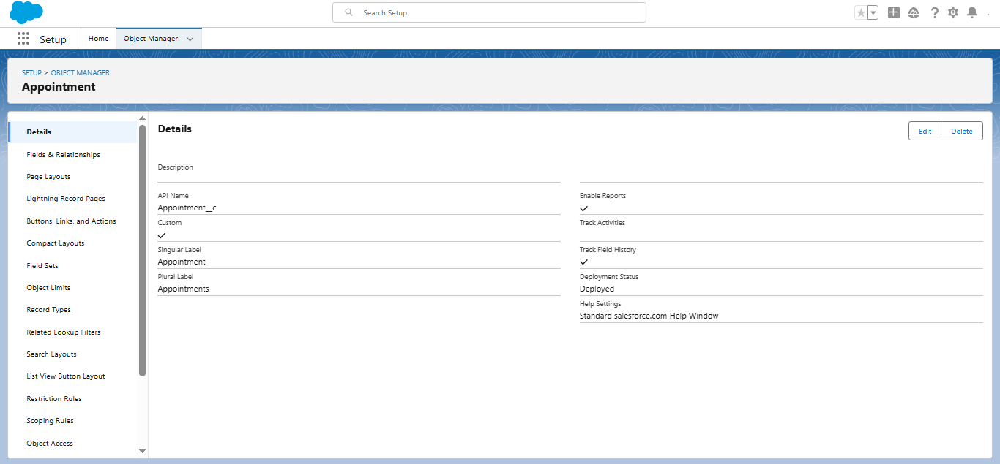 Search Setup
Setup
Home
Object Manager
SETUP > OBJECT MANAGER
Appointment
Details
Fields & Relationships
Page Layouts
Lightning Record Pages
Buttons, Links, and Actions
Compact Layouts
Field Sets
Object Limits
Record Types
Related Lookup Filters
Search Layouts
List View Button Layout
Restriction Rules
Scoping Rules
Object Access
Details
Edit
Delete
Description
API Name
Appointment__c
Custom
Singular Label
Appointment
Plural Label
Appointments
Enable Reports
Track Activities
Track Field History
Deployment Status
Deployed
Help Settings
Standard salesforce.com Help Window